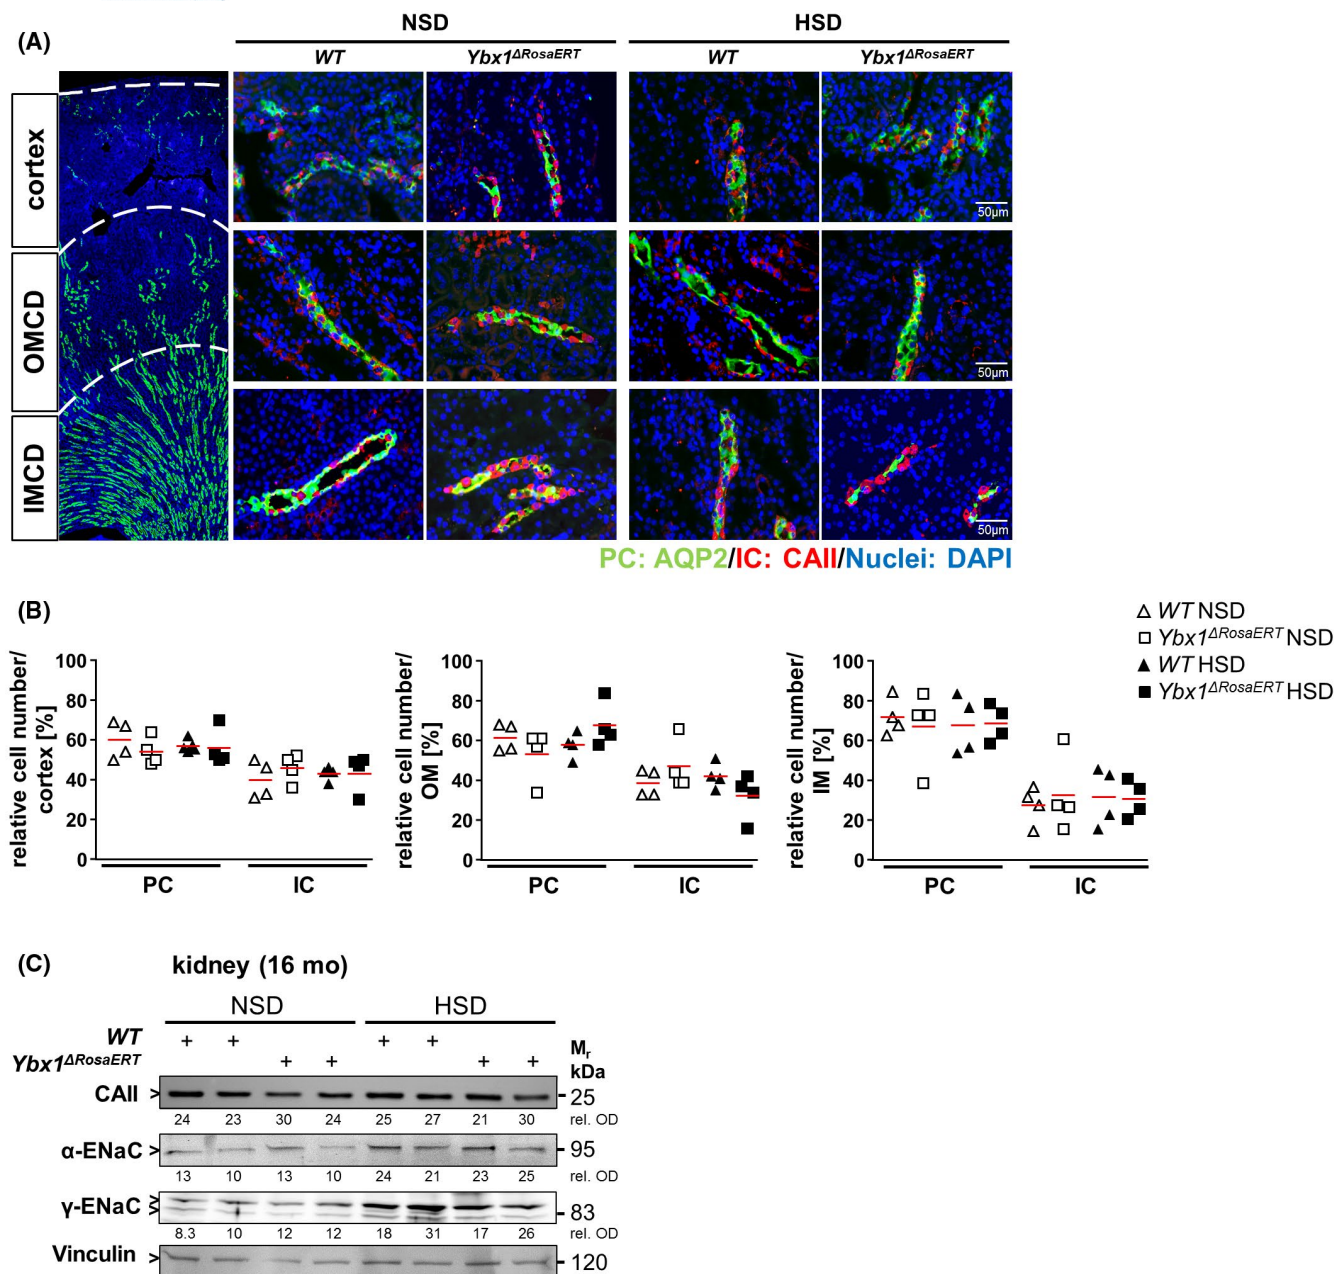 (A)
NSD
HSD
WT
Ybx1ΔRosaERT
WT
Ybx1ΔRosaERT
cortex
OMCD
IMCD
50µm
50µm
50µm
PC: AQP2/IC: CAII/Nuclei: DAPI
(B)
△ WT NSD
□ Ybx1ΔRosaERT NSD
▲ WT HSD
■ Ybx1ΔRosaERT HSD
relative cell number/
cortex [%]
100
80
60
40
20
0
PC
IC
relative cell number/
OM [%]
100
80
60
40
20
0
PC
IC
relative cell number/
IM [%]
100
80
60
40
20
0
PC
IC
(C)
kidney (16 mo)
NSD
HSD
WT + + + +
Ybx1ΔRosaERT + + + +
Mr
kDa
CAII > - 25
24 23 30 24 25 27 21 30 rel. OD
α-ENaC > - 95
13 10 13 10 24 21 23 25 rel. OD
γ-ENaC > > - 83
8.3 10 12 12 18 31 17 26 rel. OD
Vinculin > - 120